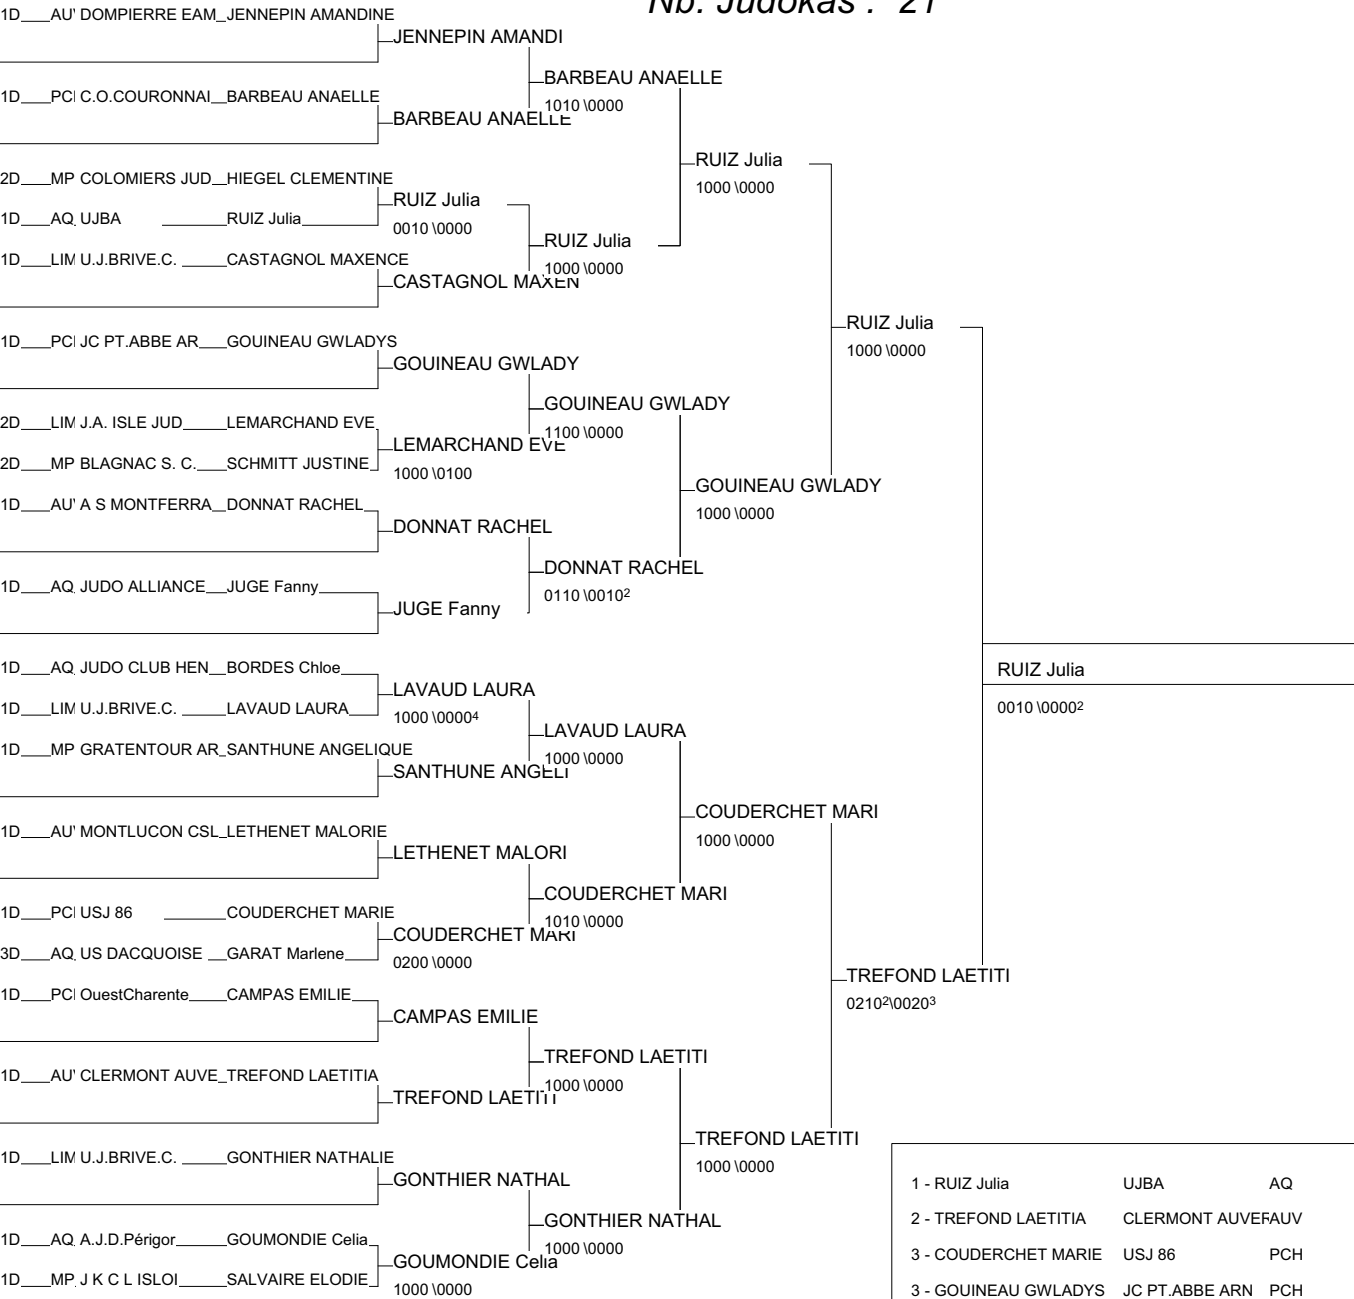 Nb. Judokas : 21
1D AU DOMPIERRE EAM JENNEPIN AMANDINE
JENNEPIN AMANDI
BARBEAU ANAELLE
1010 \0000
1D PC C.O.COURONNAI BARBEAU ANAELLE
BARBEAU ANAELLE
RUIZ Julia
1000 \0000
2D MP COLOMIERS JUD HIEGEL CLEMENTINE
RUIZ Julia
0010 \0000
1D AQ UJBA RUIZ Julia
RUIZ Julia
1000 \0000
1D LIM U.J.BRIVE.C. CASTAGNOL MAXENCE
CASTAGNOL MAXEN
RUIZ Julia
1000 \0000
1D PC JC PT.ABBE AR GOUINEAU GWLADYS
GOUINEAU GWLADY
GOUINEAU GWLADY
1100 \0000
2D LIM J.A. ISLE JUD LEMARCHAND EVE
LEMARCHAND EVE
1000 \0100
2D MP BLAGNAC S. C. SCHMITT JUSTINE
GOUINEAU GWLADY
1000 \0000
1D AU A S MONTFERRA DONNAT RACHEL
DONNAT RACHEL
DONNAT RACHEL
0110 \0010²
1D AQ JUDO ALLIANCE JUGE Fanny
JUGE Fanny
RUIZ Julia
0010 \0000²
1D AQ JUDO CLUB HEN BORDES Chloe
LAVAUD LAURA
1000 \0000⁴
1D LIM U.J.BRIVE.C. LAVAUD LAURA
LAVAUD LAURA
1000 \0000
1D MP GRATENTOUR AR SANTHUNE ANGELIQUE
SANTHUNE ANGELI
COUDERCHET MARI
1000 \0000
1D AU MONTLUCON CSL LETHENET MALORIE
LETHENET MALORI
COUDERCHET MARI
1010 \0000
1D PC USJ 86 COUDERCHET MARIE
COUDERCHET MARI
0200 \0000
3D AQ US DACQUOISE GARAT Marlene
TREFOND LAETITI
0210²\0020³
1D PC OuestCharente CAMPAS EMILIE
CAMPAS EMILIE
TREFOND LAETITI
1000 \0000
1D AU CLERMONT AUVE TREFOND LAETITIA
TREFOND LAETITI
TREFOND LAETITI
1000 \0000
1D LIM U.J.BRIVE.C. GONTHIER NATHALIE
GONTHIER NATHAL
GONTHIER NATHAL
1000 \0000
1D AQ A.J.D.Périgor GOUMONDIE Celia
GOUMONDIE Celia
1000 \0000
1D MP J K C L ISLOI SALVAIRE ELODIE
1 - RUIZ Julia UJBA AQ
2 - TREFOND LAETITIA CLERMONT AUVER AUV
3 - COUDERCHET MARIE USJ 86 PCH
3 - GOUINEAU GWLADYS JC PT.ABBE ARN PCH